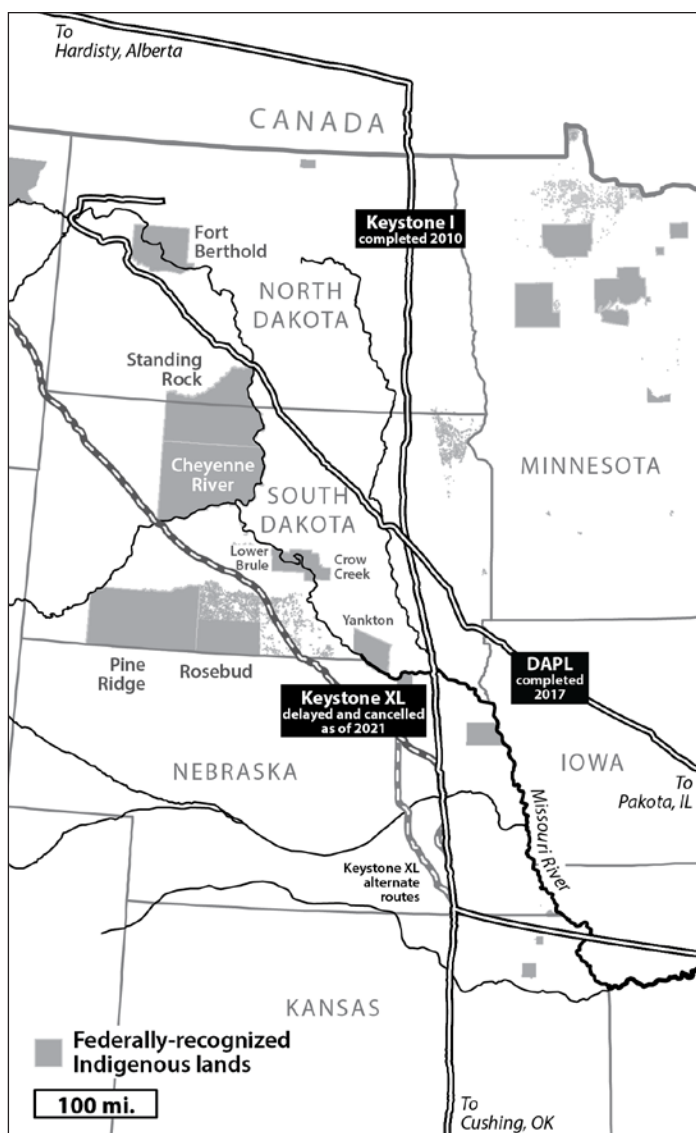 To
Hardisty, Alberta
CANADA
Keystone I
completed 2010
Fort
Berthold
NORTH
DAKOTA
Standing
Rock
Cheyenne
River
MINNESOTA
SOUTH
DAKOTA
Lower
Brule
Crow
Creek
Yankton
Pine
Ridge
Rosebud
DAPL
completed
2017
Keystone XL
delayed and cancelled
as of 2021
NEBRASKA
IOWA
To
Pakota, IL
Missouri River
Keystone XL
alternate
routes
KANSAS
Federally-recognized
Indigenous lands
100 mi.
To
Cushing, OK